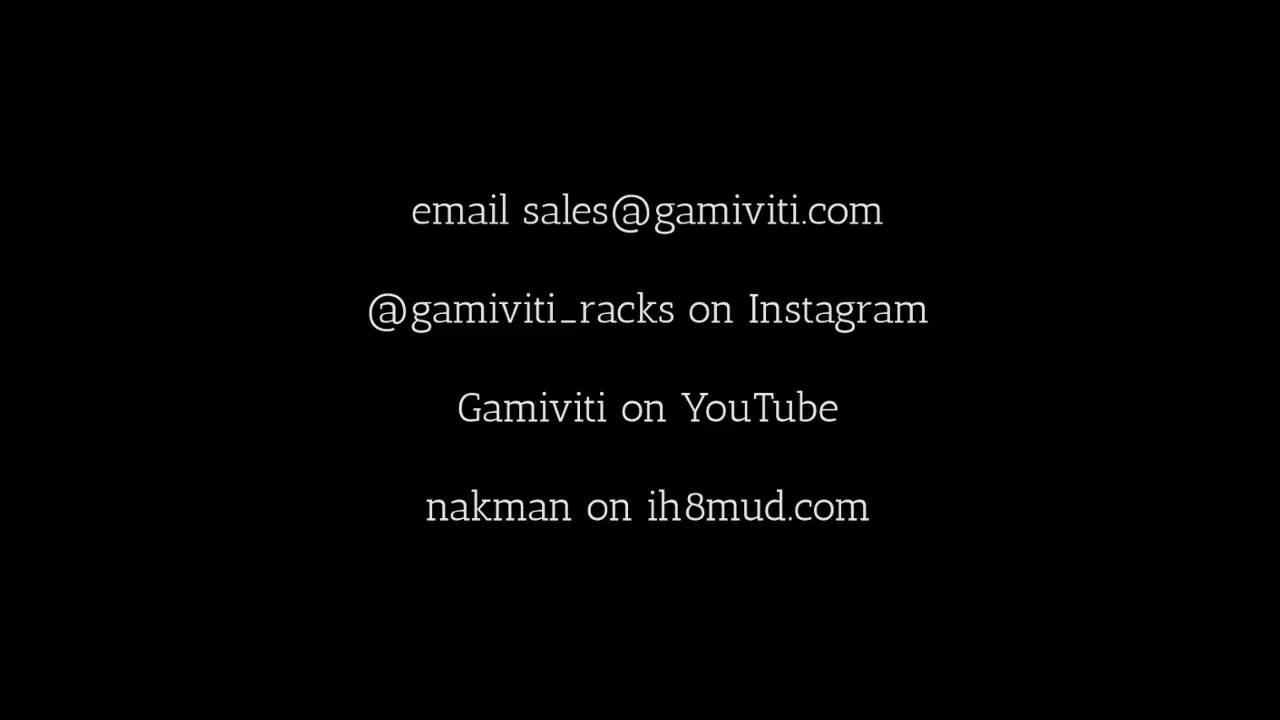 email sales@gamiviti.com
@gamiviti_racks on Instagram
Gamiviti on YouTube
nakman on ih8mud.com